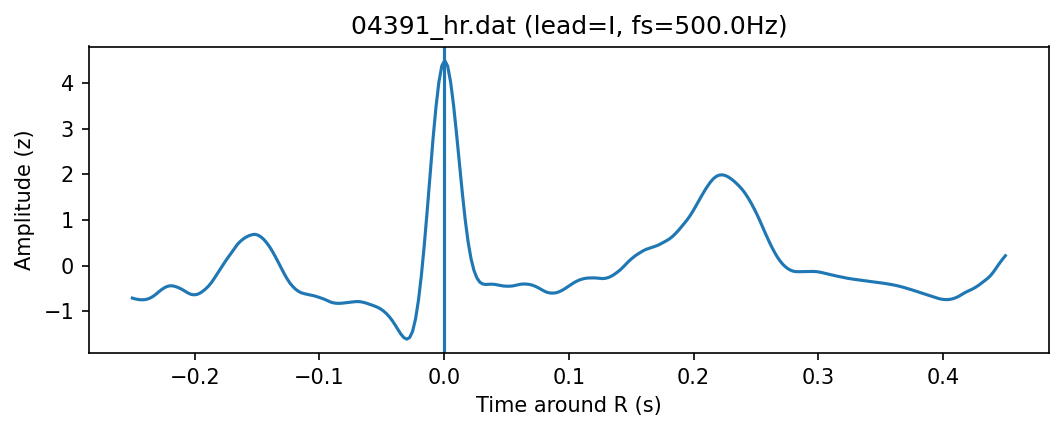 04391_hr.dat (lead=I, fs=500.0Hz)
Amplitude (z)
4
3
2
1
0
−1
−0.2 −0.1 0.0 0.1 0.2 0.3 0.4
Time around R (s)